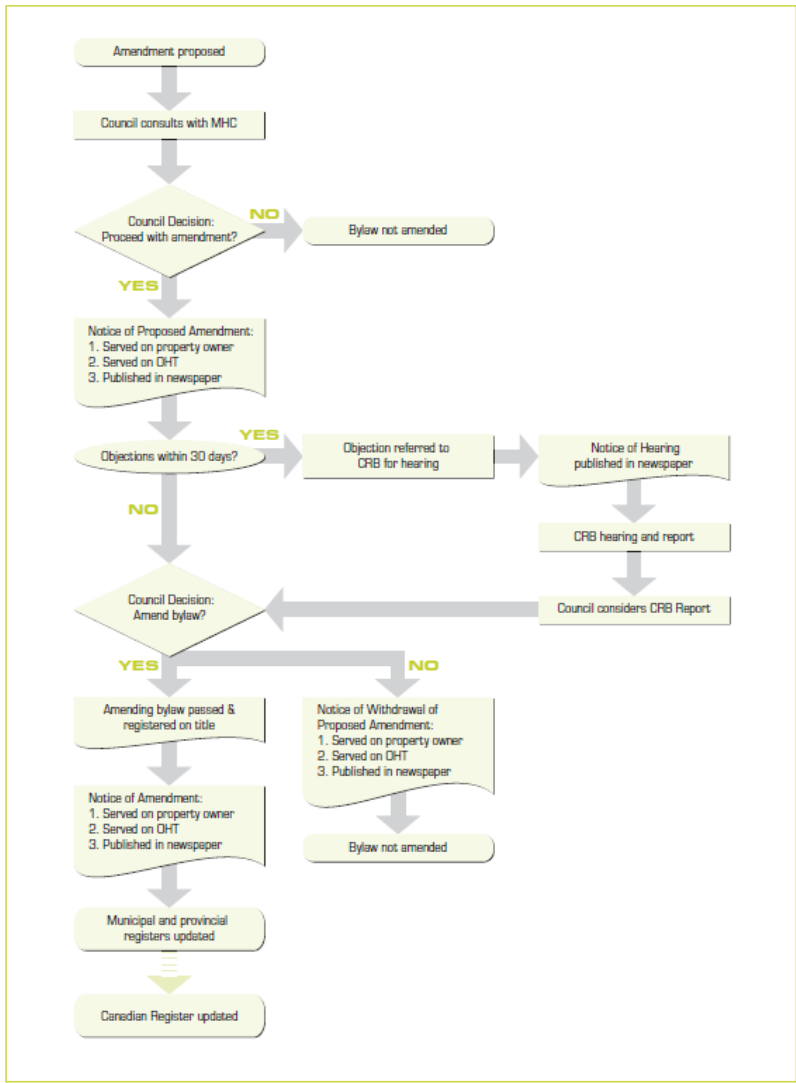 Amendment proposed
Council consults with MHC
Council Decision:
Proceed with amendment?
NO
Bylaw not amended
YES
Notice of Proposed Amendment:
1. Served on property owner
2. Served on OHT
3. Published in newspaper
Objections within 30 days?
YES
Objection referred to
CRB for hearing
Notice of Hearing
published in newspaper
NO
CRB hearing and report
Council considers CRB Report
Council Decision:
Amend bylaw?
YES
NO
Amending bylaw passed &
registered on title
Notice of Withdrawal of
Proposed Amendment:
1. Served on property owner
2. Served on OHT
3. Published in newspaper
Notice of Amendment:
1. Served on property owner
2. Served on OHT
3. Published in newspaper
Bylaw not amended
Municipal and provincial
registers updated
Canadian Register updated